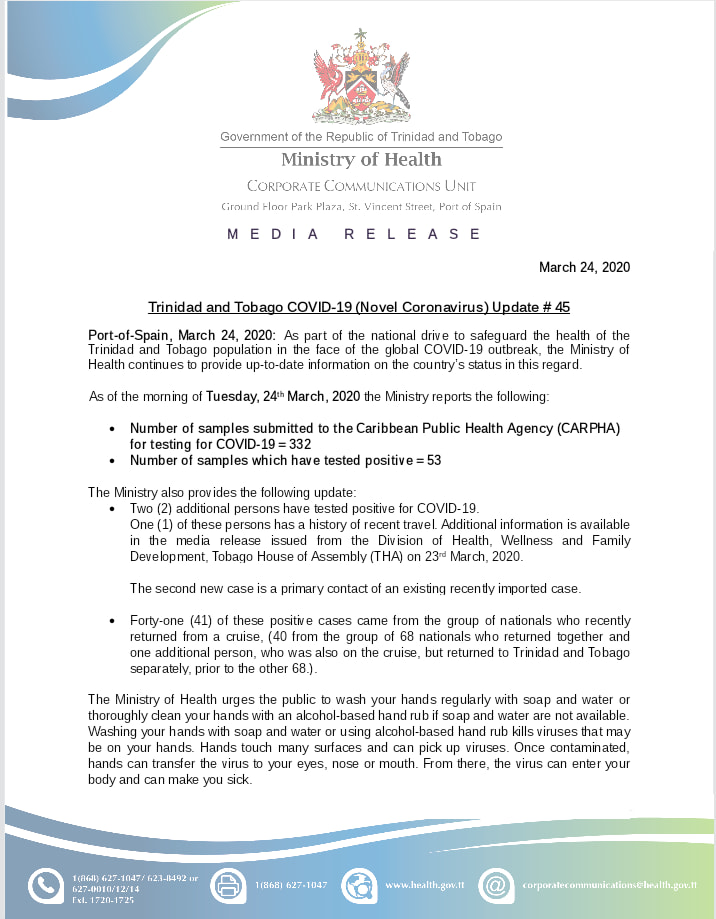 Government of the Republic of Trinidad and Tobago
Ministry of Health
CORPORATE COMMUNICATIONS UNIT
Ground Floor Park Plaza, St. Vincent Street, Port of Spain
MEDIA RELEASE
March 24, 2020
Trinidad and Tobago COVID-19 (Novel Coronavirus) Update # 45
Port-of-Spain, March 24, 2020: As part of the national drive to safeguard the health of the
Trinidad and Tobago population in the face of the global COVID-19 outbreak, the Ministry of
Health continues to provide up-to-date information on the country's status in this regard.
As of the morning of Tuesday, 24th March, 2020 the Ministry reports the following:
• Number of samples submitted to the Caribbean Public Health Agency (CARPHA)
for testing for COVID-19 = 332
• Number of samples which have tested positive = 53
The Ministry also provides the following update:
• Two (2) additional persons have tested positive for COVID-19.
One (1) of these persons has a history of recent travel. Additional information is available
in the media release issued from the Division of Health, Wellness and Family
Development, Tobago House of Assembly (THA) on 23rd March, 2020.
The second new case is a primary contact of an existing recently imported case.
• Forty-one (41) of these positive cases came from the group of nationals who recently
returned from a cruise, (40 from the group of 68 nationals who returned together and
one additional person, who was also on the cruise, but returned to Trinidad and Tobago
separately, prior to the other 68.).
The Ministry of Health urges the public to wash your hands regularly with soap and water or
thoroughly clean your hands with an alcohol-based hand rub if soap and water are not available.
Washing your hands with soap and water or using alcohol-based hand rub kills viruses that may
be on your hands. Hands touch many surfaces and can pick up viruses. Once contaminated,
hands can transfer the virus to your eyes, nose or mouth. From there, the virus can enter your
body and can make you sick.
1(868) 627-1047/ 623-8492 or
627-0010/12/14
Ext. 1720-1725
1(868) 627-1047
www.health.gov.tt
corporatecommunications@health.gov.tt